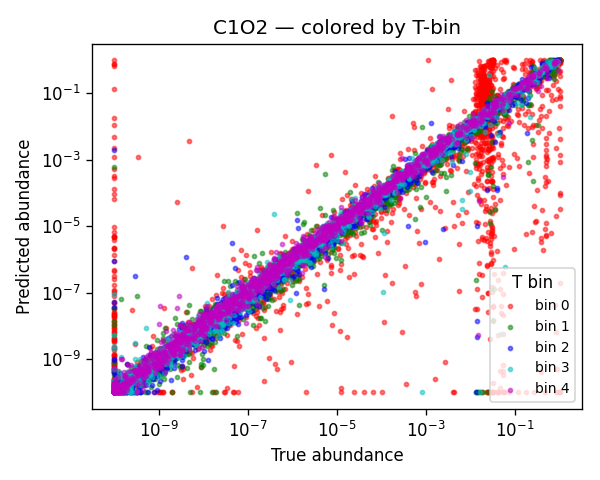 C1O2 — colored by T-bin
Predicted abundance
10⁻¹
10⁻³
10⁻⁵
10⁻⁷
10⁻⁹
T bin
bin 0
bin 1
bin 2
bin 3
bin 4
10⁻⁹ 10⁻⁷ 10⁻⁵ 10⁻³ 10⁻¹
True abundance